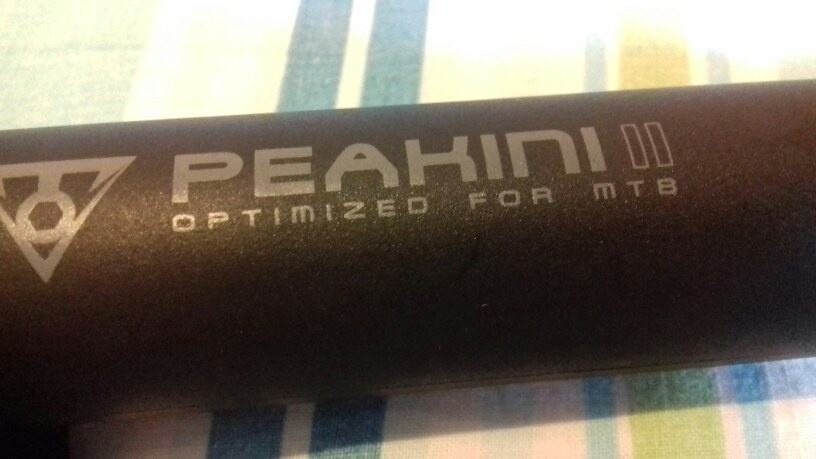 PEAKINI II
OPTIMIZED FOR MTB